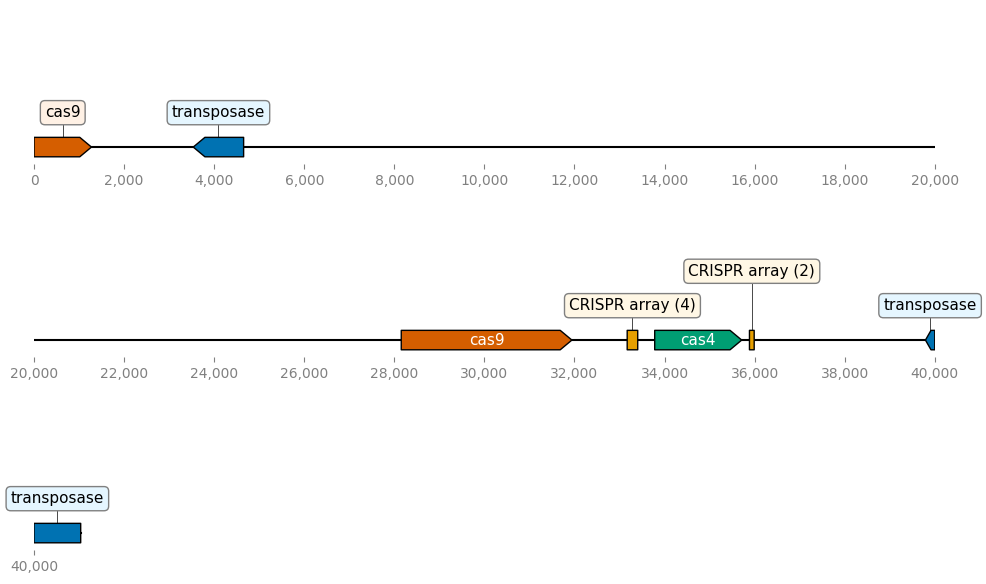 cas9 transposase
0 2,000 4,000 6,000 8,000 10,000 12,000 14,000 16,000 18,000 20,000
CRISPR array (2)
CRISPR array (4) transposase
cas9 cas4
20,000 22,000 24,000 26,000 28,000 30,000 32,000 34,000 36,000 38,000 40,000
transposase
40,000